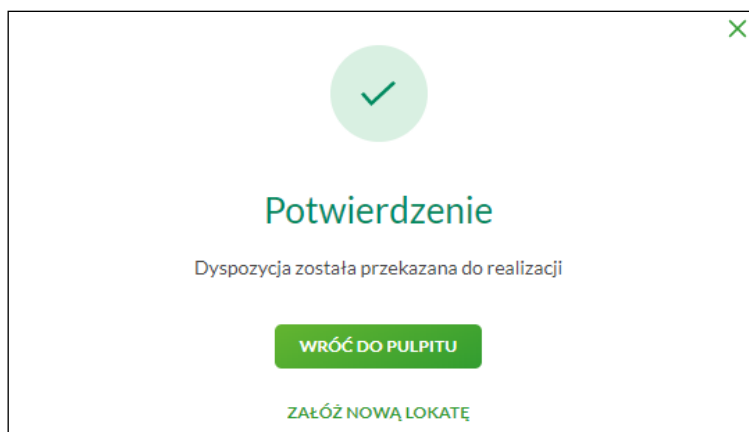 Potwierdzenie
Dyspozycja została przekazana do realizacji
WRÓĆ DO PULPITU
ZAŁÓŻ NOWĄ LOKATĘ